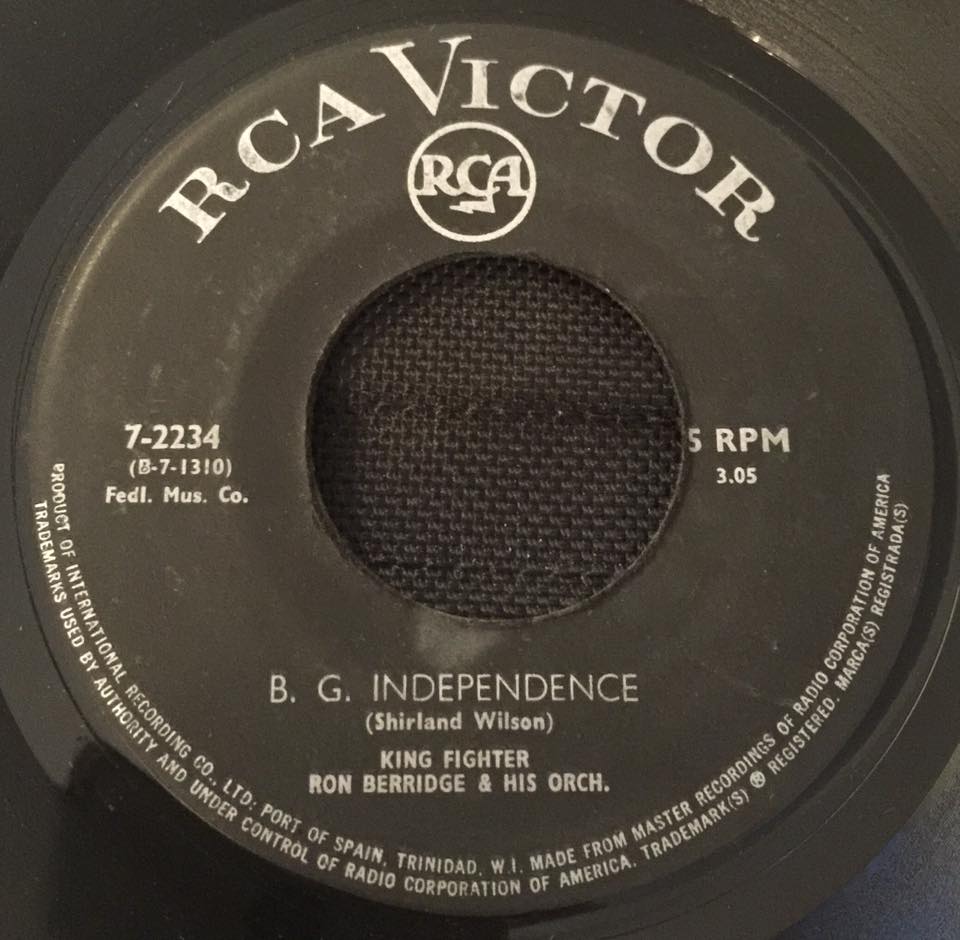 RCA VICTOR
RCA
7-2234
(B-7-1310)
Fedl. Mus. Co.
5 RPM
3.05
B. G. INDEPENDENCE
(Shirland Wilson)
KING FIGHTER
RON BERRIDGE & HIS ORCH.
PRODUCT OF INTERNATIONAL RECORDING CO., LTD: PORT OF SPAIN, TRINIDAD, W.I. MADE FROM MASTER RECORDINGS OF RADIO CORPORATION OF AMERICA
TRADEMARKS USED BY AUTHORITY AND UNDER CONTROL OF RADIO CORPORATION OF AMERICA. TRADEMARK(S) ® REGISTERED. MARCA(S) REGISTRADA(S)